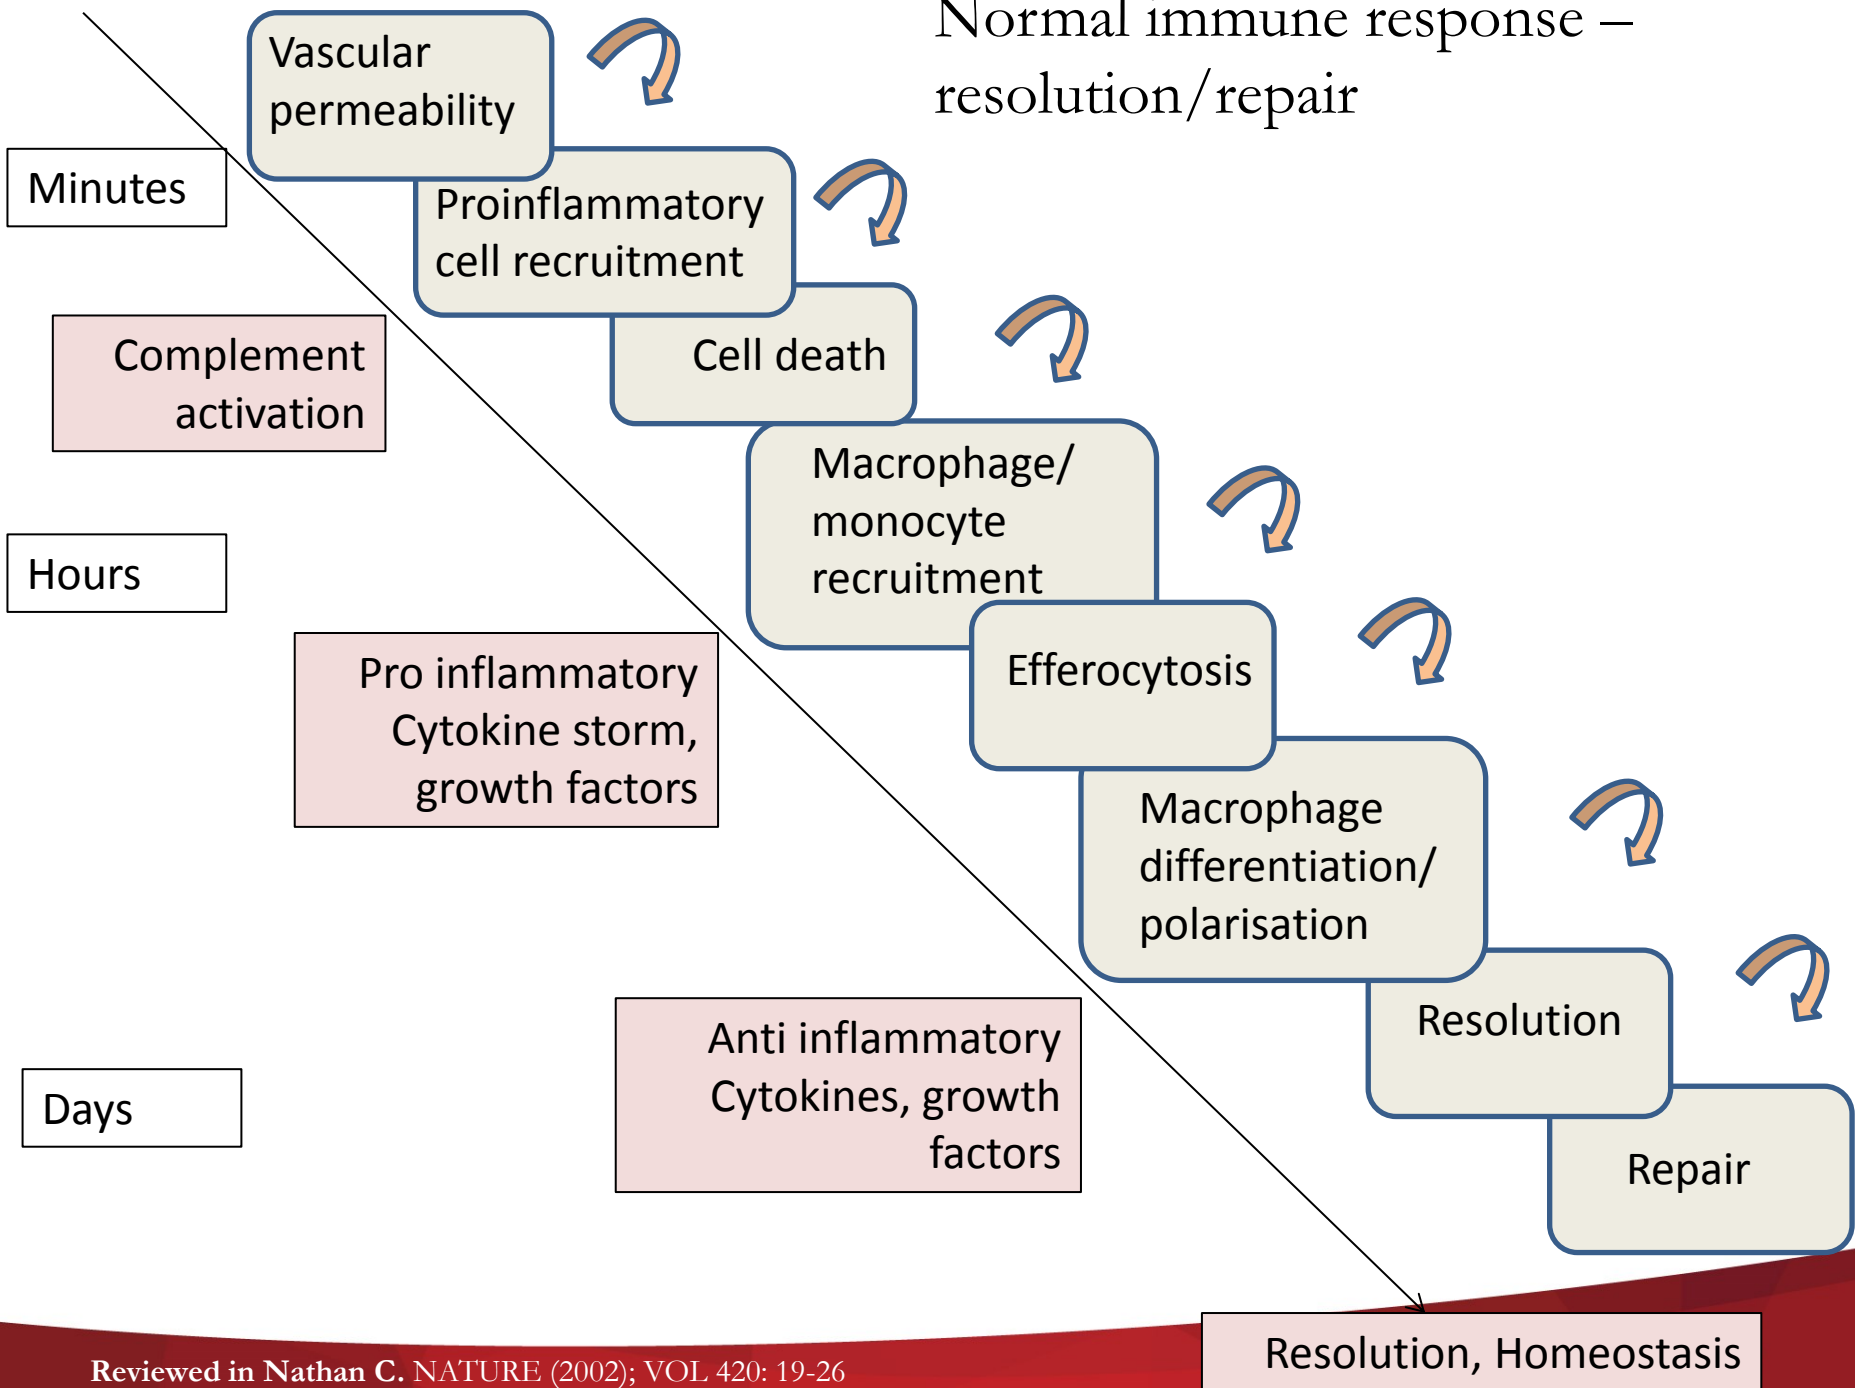 Normal immune response –
resolution/repair
Vascular
permeability
Minutes
Proinflammatory
cell recruitment
Complement
activation
Cell death
Macrophage/
monocyte
recruitment
Hours
Efferocytosis
Pro inflammatory
Cytokine storm,
growth factors
Macrophage
differentiation/
polarisation
Resolution
Anti inflammatory
Cytokines, growth
factors
Days
Repair
Resolution, Homeostasis
Reviewed in Nathan C. NATURE (2002); VOL 420: 19-26